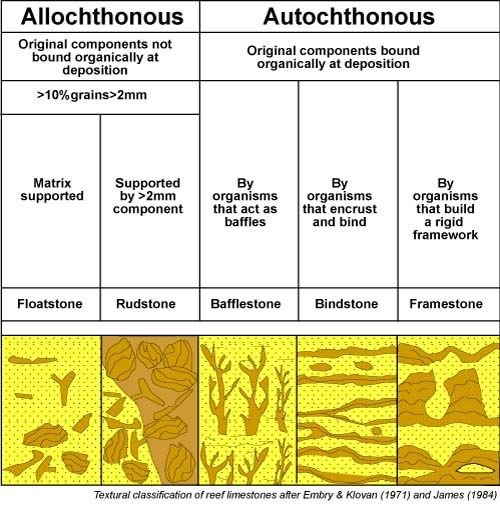 Allochthonous
Autochthonous
Original components not
bound organically at
deposition
Original components bound
organically at deposition
>10%grains>2mm
Matrix
supported
Supported
by >2mm
component
By
organisms
that act as
baffles
By
organisms
that encrust
and bind
By
organisms
that build
a rigid
framework
Floatstone
Rudstone
Bafflestone
Bindstone
Framestone
Textural classification of reef limestones after Embry & Klovan (1971) and James (1984)